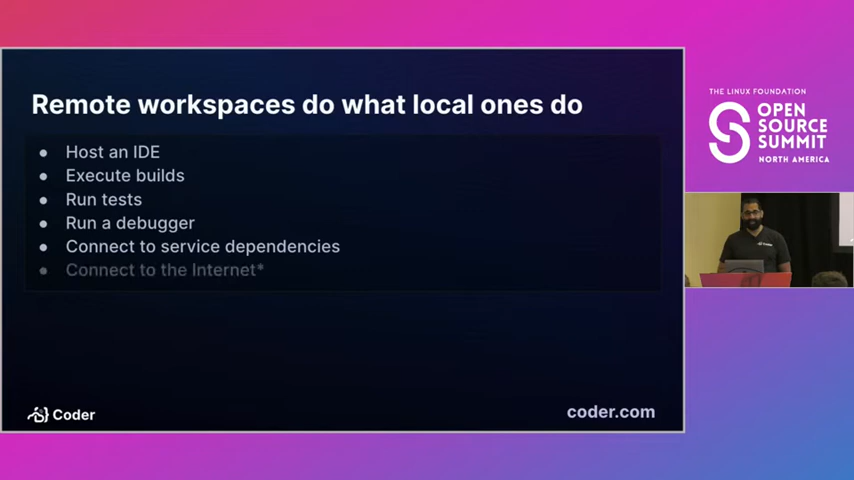 Remote workspaces do what local ones do
● Host an IDE
● Execute builds
● Run tests
● Run a debugger
● Connect to service dependencies
● Connect to the Internet*
Coder
coder.com
THE LINUX FOUNDATION
OPEN
SOURCE
SUMMIT
NORTH AMERICA
Coder